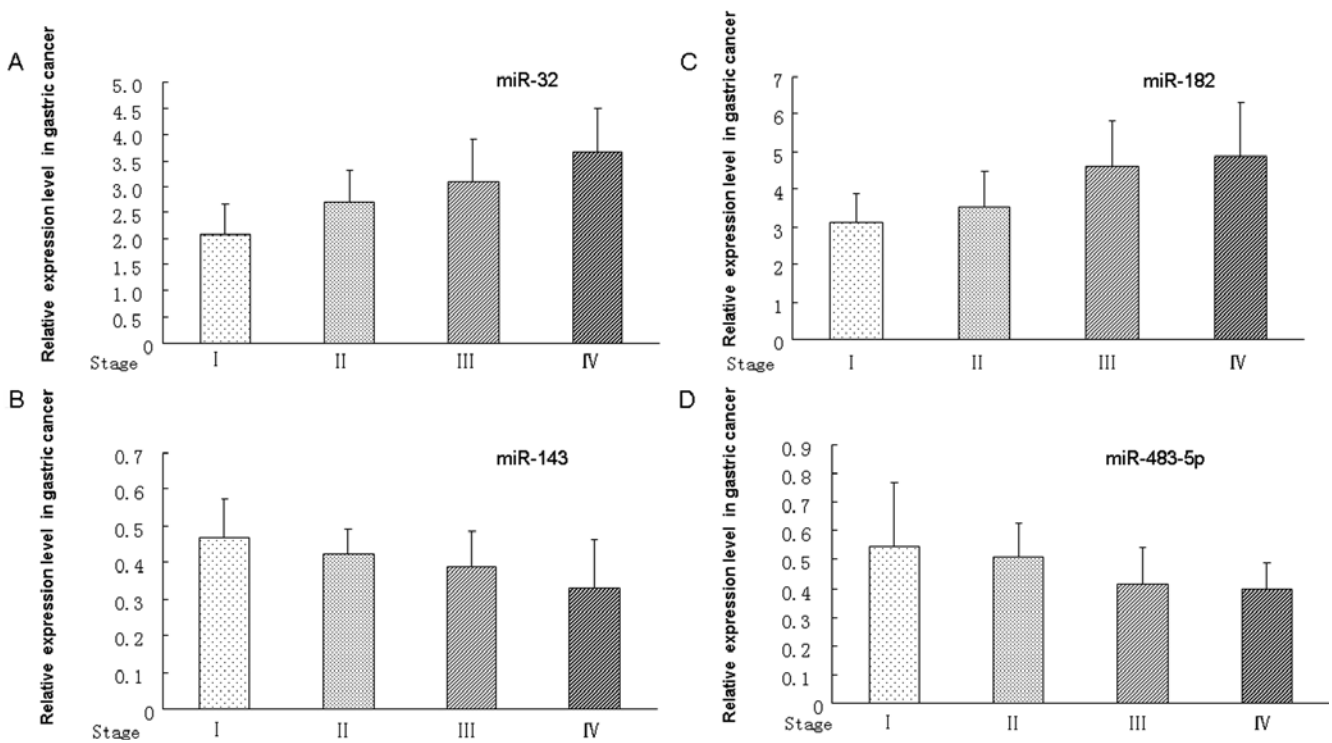 A
Relative expression level in gastric cancer
miR-32
5.0
4.5
4.0
3.5
3.0
2.5
2.0
1.5
1.0
0.5
0
Stage I II III IV
C
Relative expression level in gastric cancer
miR-182
7
6
5
4
3
2
1
0
Stage I II III IV
B
Relative expression level in gastric cancer
miR-143
0.7
0.6
0.5
0.4
0.3
0.2
0.1
0
Stage I II III IV
D
Relative expression level in gastric cancer
miR-483-5p
0.9
0.8
0.7
0.6
0.5
0.4
0.3
0.2
0.1
0
Stage I II III IV